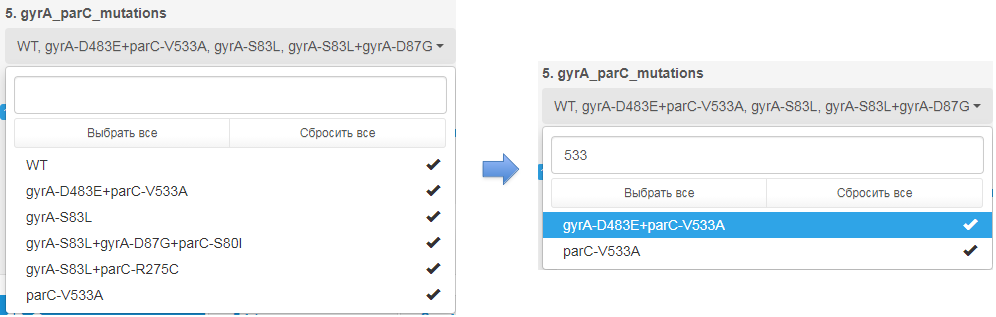 5. gyrA_parC_mutations
WT, gyrA-D483E+parC-V533A, gyrA-S83L, gyrA-S83L+gyrA-D87G
Выбрать все
Сбросить все
WT
gyrA-D483E+parC-V533A
gyrA-S83L
gyrA-S83L+gyrA-D87G+parC-S80I
gyrA-S83L+parC-R275C
parC-V533A
5. gyrA_parC_mutations
WT, gyrA-D483E+parC-V533A, gyrA-S83L, gyrA-S83L+gyrA-D87G
533
Выбрать все
Сбросить все
gyrA-D483E+parC-V533A
parC-V533A